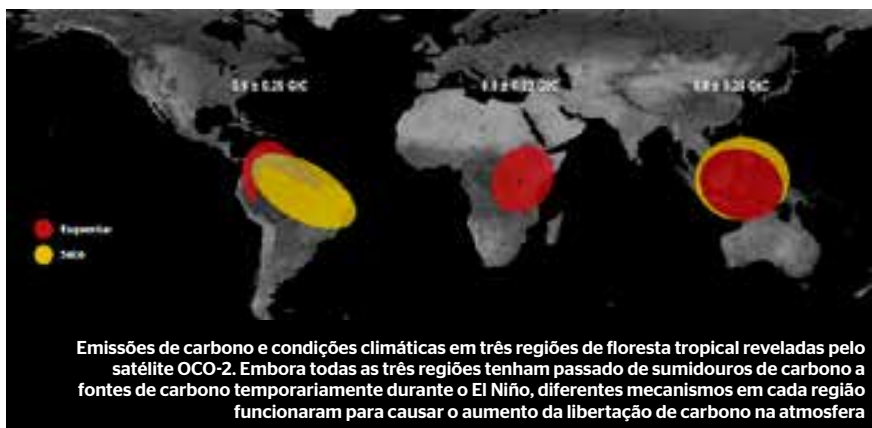 Seco
Emissões de carbono e condições climáticas em três regiões de floresta tropical reveladas pelo
satélite OCO-2. Embora todas as três regiões tenham passado de sumidouros de carbono a
fontes de carbono temporariamente durante o El Niño, diferentes mecanismos em cada região
funcionaram para causar o aumento da libertação de carbono na atmosfera